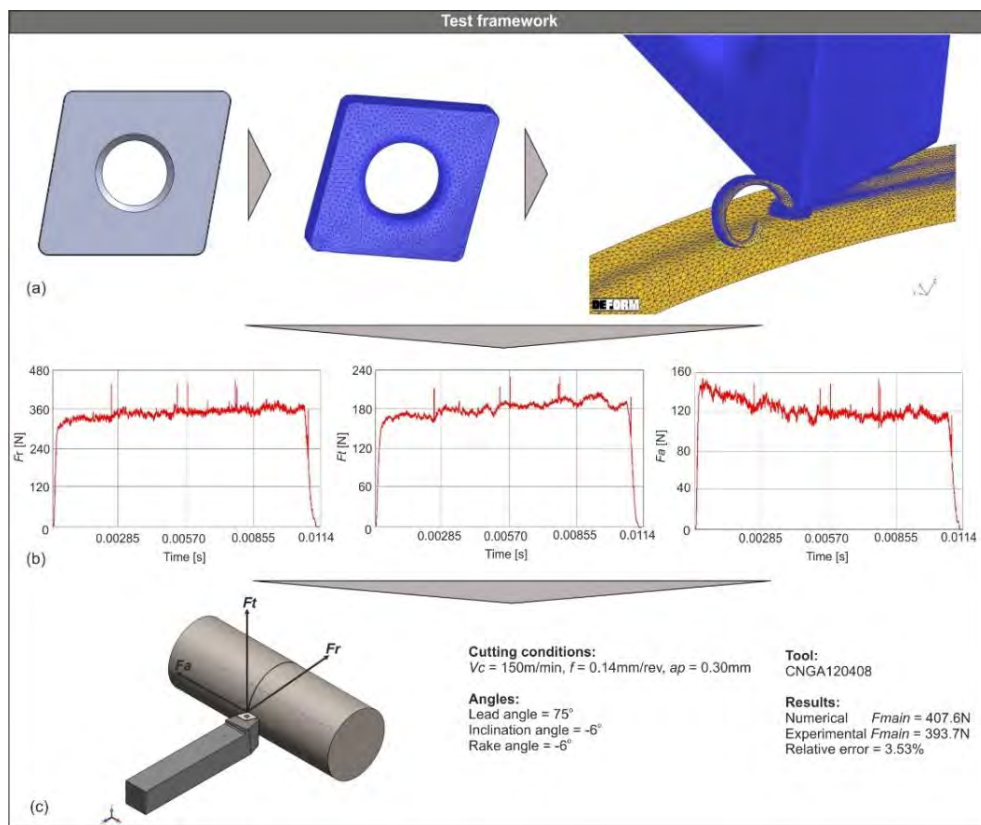 Test framework
(a)
DEFORM
480
360
240
120
0
Fr [N]
0.00285 0.00570 0.00855 0.0114
Time [s]
240
180
120
60
0
Ft [N]
0.00285 0.00570 0.00855 0.0114
Time [s]
160
120
80
40
0
Fa [N]
0.00285 0.00570 0.00855 0.0114
Time [s]
(b)
Ft
Fr
Fa
(c)
Cutting conditions:
Vc = 150m/min, f = 0.14mm/rev, ap = 0.30mm
Angles:
Lead angle = 75°
Inclination angle = -6°
Rake angle = -6°
Tool:
CNGA120408
Results:
Numerical Fmain = 407.6N
Experimental Fmain = 393.7N
Relative error = 3.53%